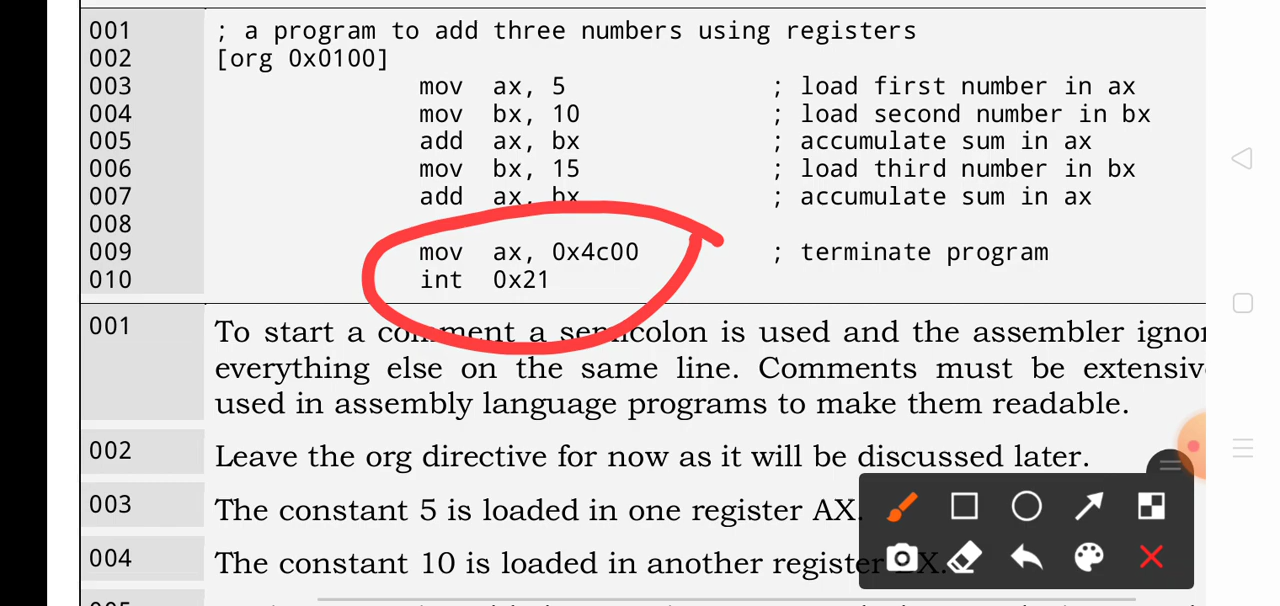 001 ; a program to add three numbers using registers
002 [org 0x0100]
003 mov ax, 5 ; load first number in ax
004 mov bx, 10 ; load second number in bx
005 add ax, bx ; accumulate sum in ax
006 mov bx, 15 ; load third number in bx
007 add ax, bx ; accumulate sum in ax
008
009 mov ax, 0x4c00 ; terminate program
010 int 0x21
001 To start a comment a semicolon is used and the assembler ignor
everything else on the same line. Comments must be extensiv
used in assembly language programs to make them readable.
002 Leave the org directive for now as it will be discussed later.
003 The constant 5 is loaded in one register AX.
004 The constant 10 is loaded in another register BX.
005